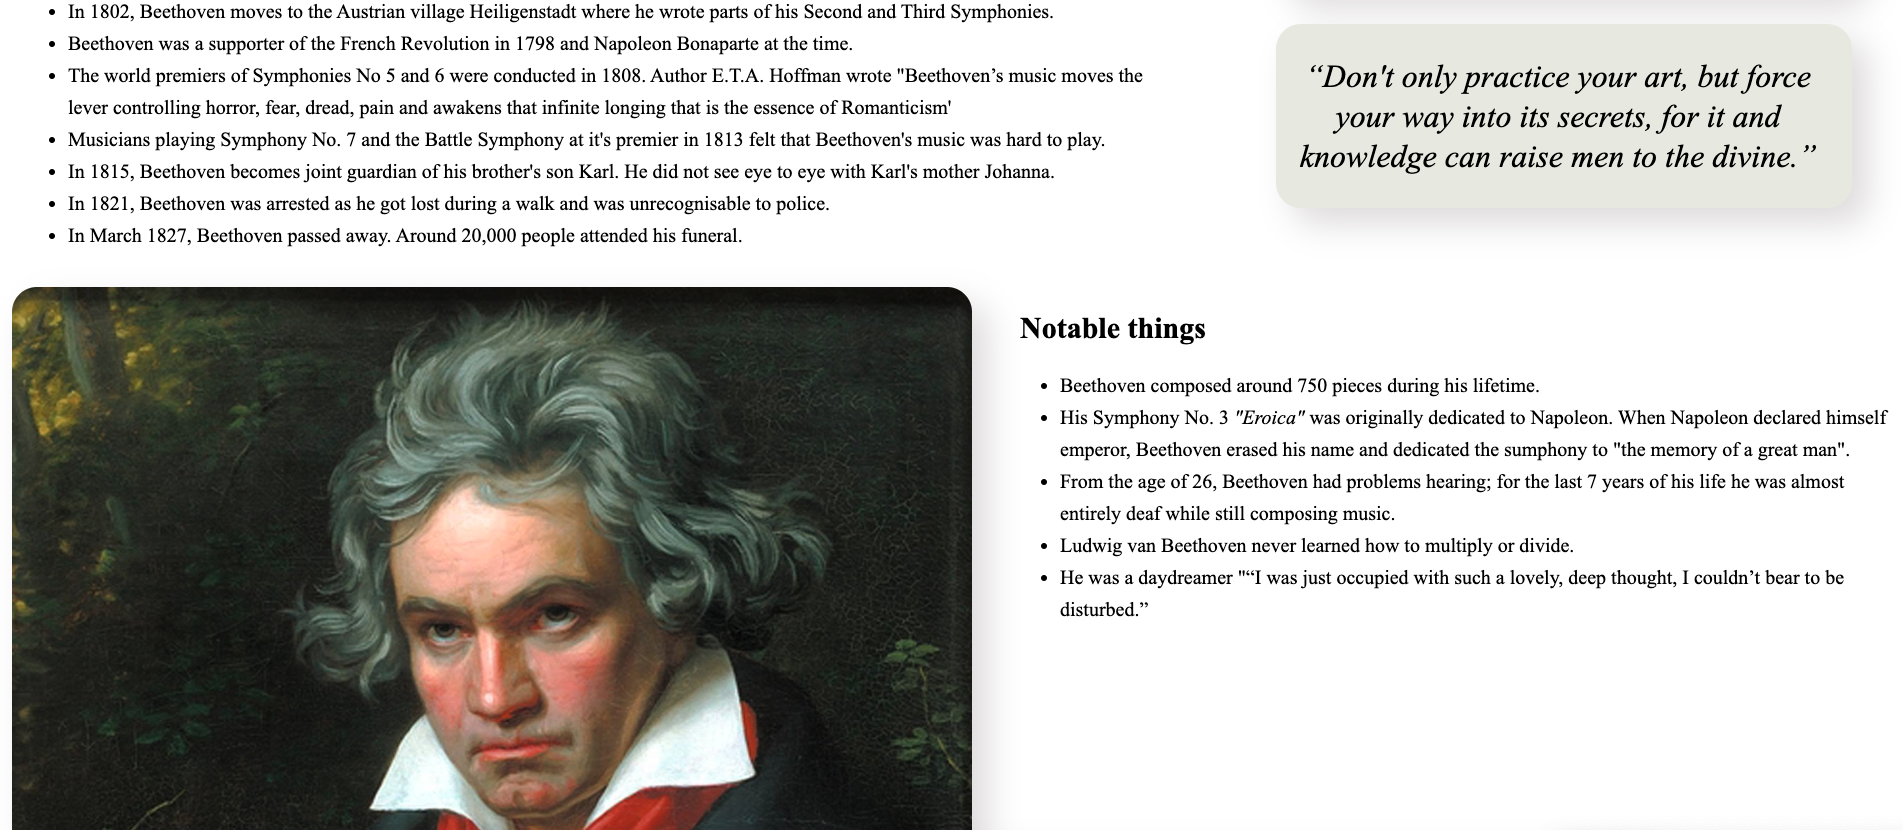 • In 1802, Beethoven moves to the Austrian village Heiligenstadt where he wrote parts of his Second and Third Symphonies.
• Beethoven was a supporter of the French Revolution in 1798 and Napoleon Bonaparte at the time.
• The world premiers of Symphonies No 5 and 6 were conducted in 1808. Author E.T.A. Hoffman wrote "Beethoven’s music moves the
lever controlling horror, fear, dread, pain and awakens that infinite longing that is the essence of Romanticism'
• Musicians playing Symphony No. 7 and the Battle Symphony at it's premier in 1813 felt that Beethoven's music was hard to play.
• In 1815, Beethoven becomes joint guardian of his brother's son Karl. He did not see eye to eye with Karl's mother Johanna.
• In 1821, Beethoven was arrested as he got lost during a walk and was unrecognisable to police.
• In March 1827, Beethoven passed away. Around 20,000 people attended his funeral.
“Don't only practice your art, but force
your way into its secrets, for it and
knowledge can raise men to the divine.”
Notable things
• Beethoven composed around 750 pieces during his lifetime.
• His Symphony No. 3 "Eroica" was originally dedicated to Napoleon. When Napoleon declared himself
emperor, Beethoven erased his name and dedicated the sumphony to "the memory of a great man".
• From the age of 26, Beethoven had problems hearing; for the last 7 years of his life he was almost
entirely deaf while still composing music.
• Ludwig van Beethoven never learned how to multiply or divide.
• He was a daydreamer "“I was just occupied with such a lovely, deep thought, I couldn’t bear to be
disturbed.”